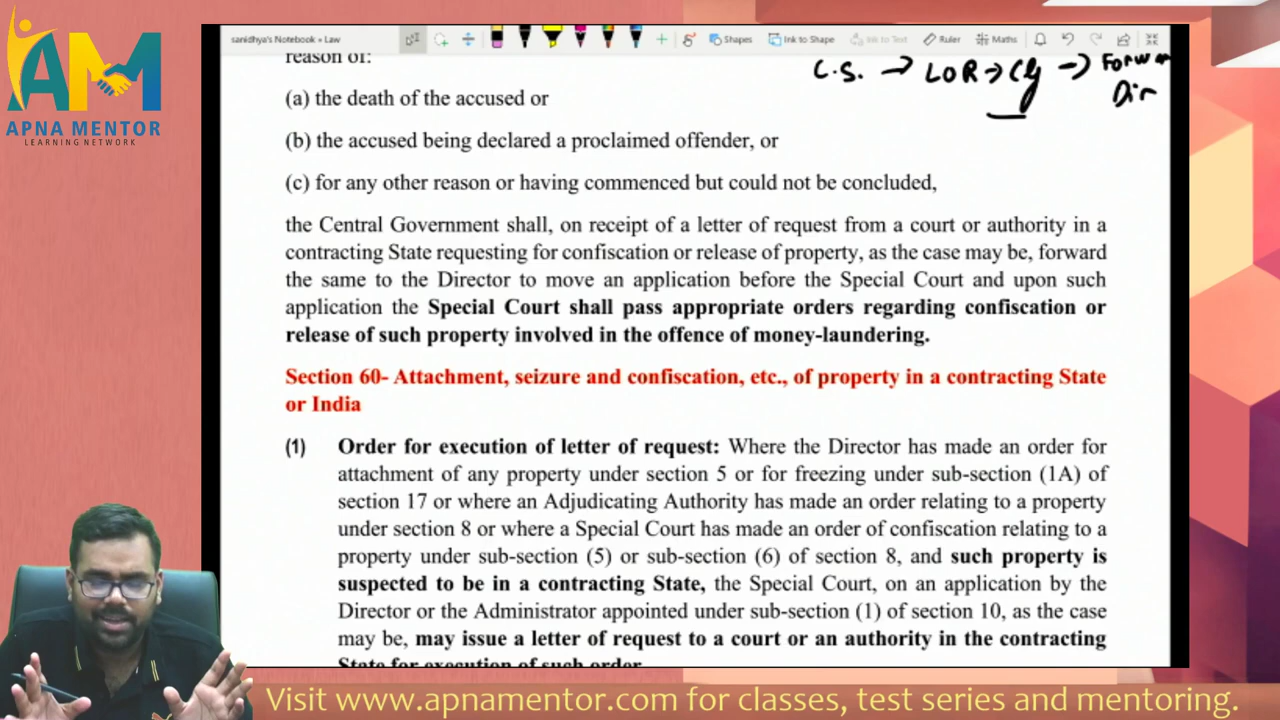 AM
APNA MENTOR
LEARNING NETWORK
sanidhya's Notebook » Law
Shapes
Ink to Shape
Ink to Text
Ruler
Maths
reason of:
C.S. → LOR → CG → Forwar
Dir
(a) the death of the accused or
(b) the accused being declared a proclaimed offender, or
(c) for any other reason or having commenced but could not be concluded,
the Central Government shall, on receipt of a letter of request from a court or authority in a
contracting State requesting for confiscation or release of property, as the case may be, forward
the same to the Director to move an application before the Special Court and upon such
application the Special Court shall pass appropriate orders regarding confiscation or
release of such property involved in the offence of money-laundering.
Section 60- Attachment, seizure and confiscation, etc., of property in a contracting State
or India
(1) Order for execution of letter of request: Where the Director has made an order for
attachment of any property under section 5 or for freezing under sub-section (1A) of
section 17 or where an Adjudicating Authority has made an order relating to a property
under section 8 or where a Special Court has made an order of confiscation relating to a
property under sub-section (5) or sub-section (6) of section 8, and such property is
suspected to be in a contracting State, the Special Court, on an application by the
Director or the Administrator appointed under sub-section (1) of section 10, as the case
may be, may issue a letter of request to a court or an authority in the contracting
State for execution of such order.
Visit www.apnamentor.com for classes, test series and mentoring.